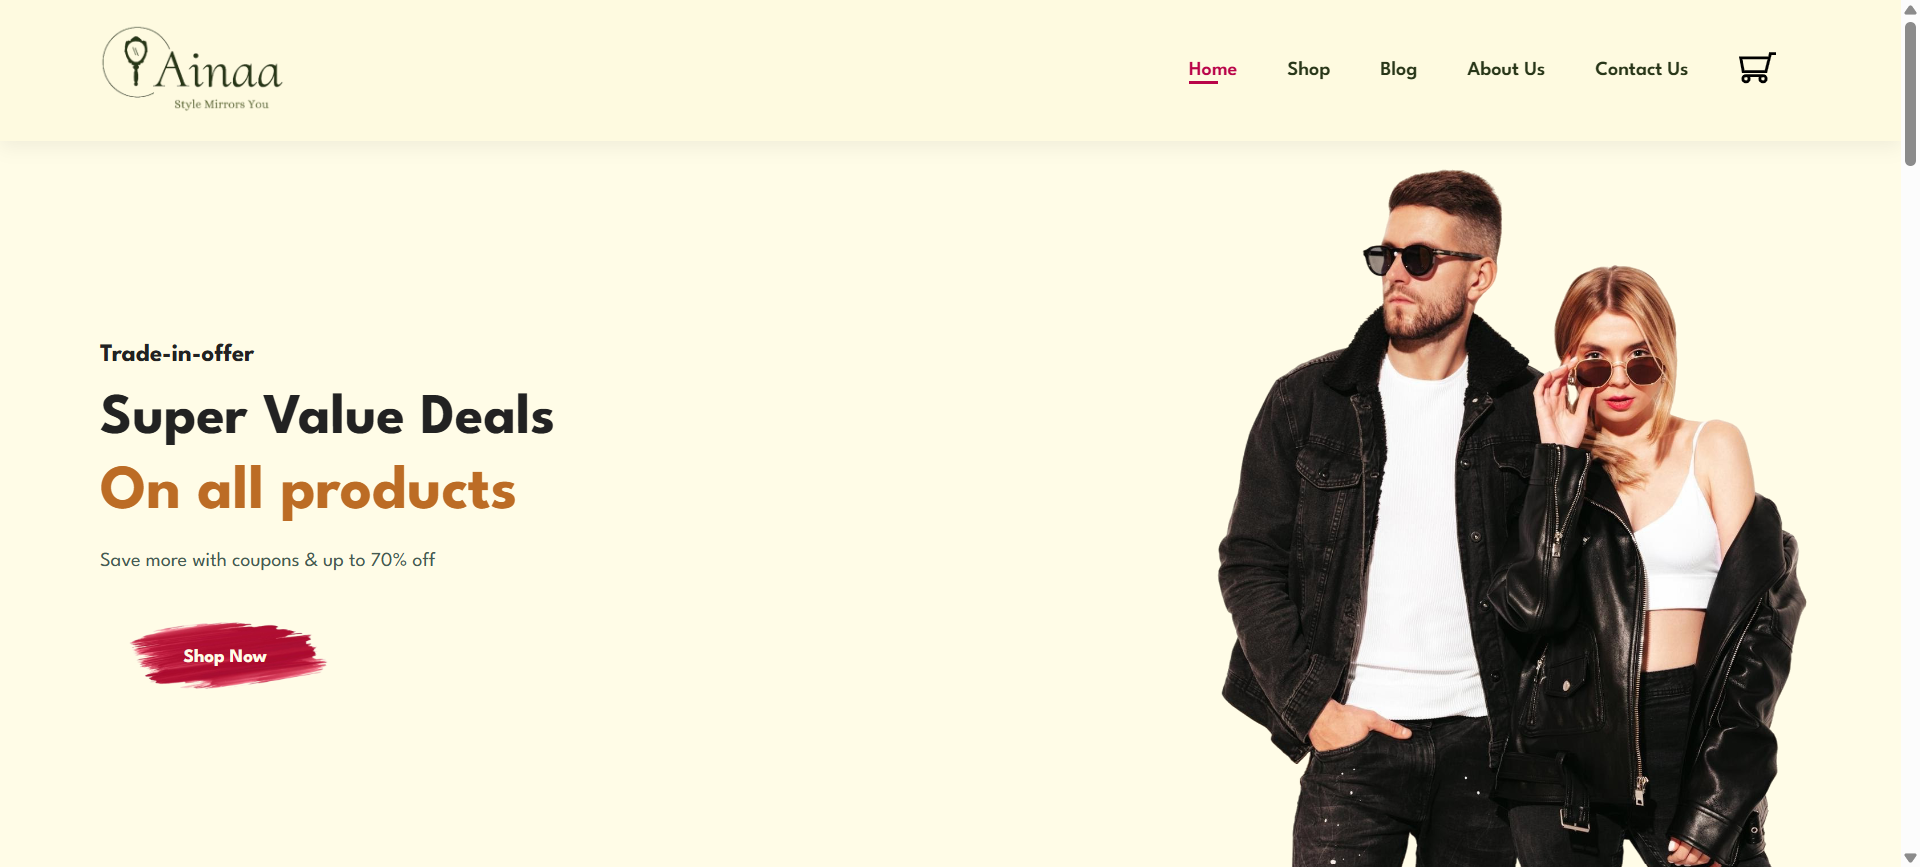 Ainaa
Style Mirrors You
Home
Shop
Blog
About Us
Contact Us
Trade-in-offer
Super Value Deals
On all products
Save more with coupons & up to 70% off
Shop Now